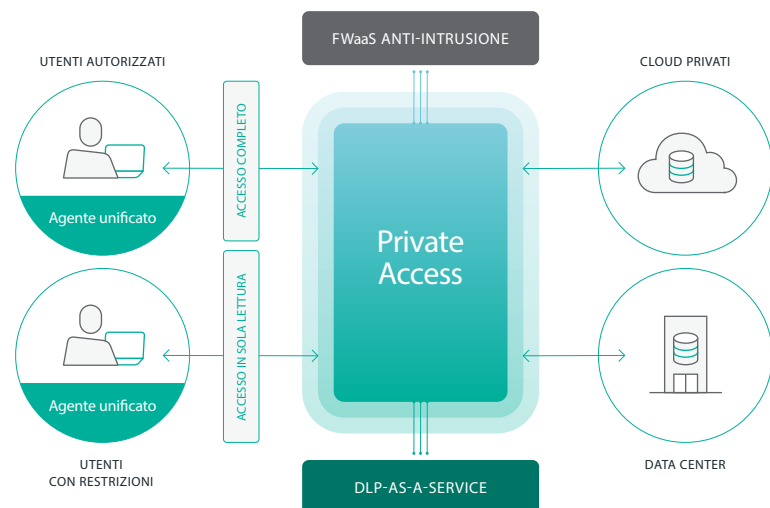 FWaaS ANTI-INTRUSIONE
UTENTI AUTORIZZATI
CLOUD PRIVATI
ACCESSO COMPLETO
Agente unificato
Private
Access
ACCESSO IN SOLA LETTURA
Agente unificato
UTENTI
CON RESTRIZIONI
DLP-AS-A-SERVICE
DATA CENTER